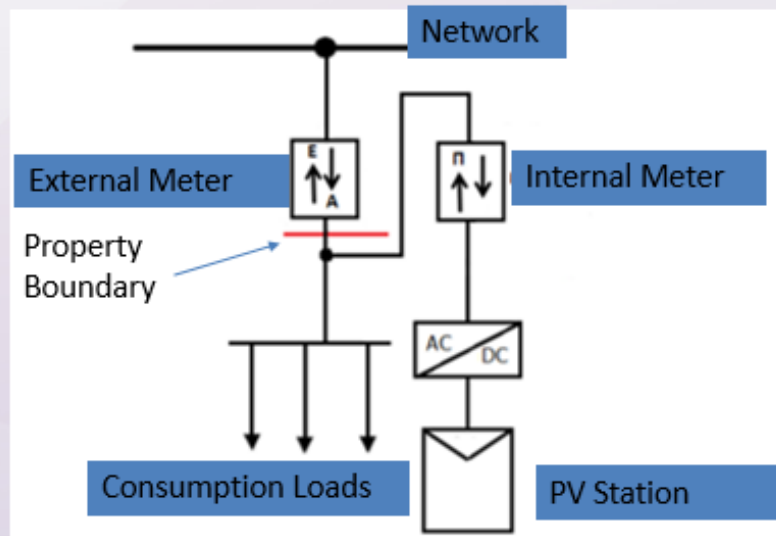 Network
E
A
External Meter
П
Internal Meter
Property
Boundary
AC
DC
Consumption Loads
PV Station